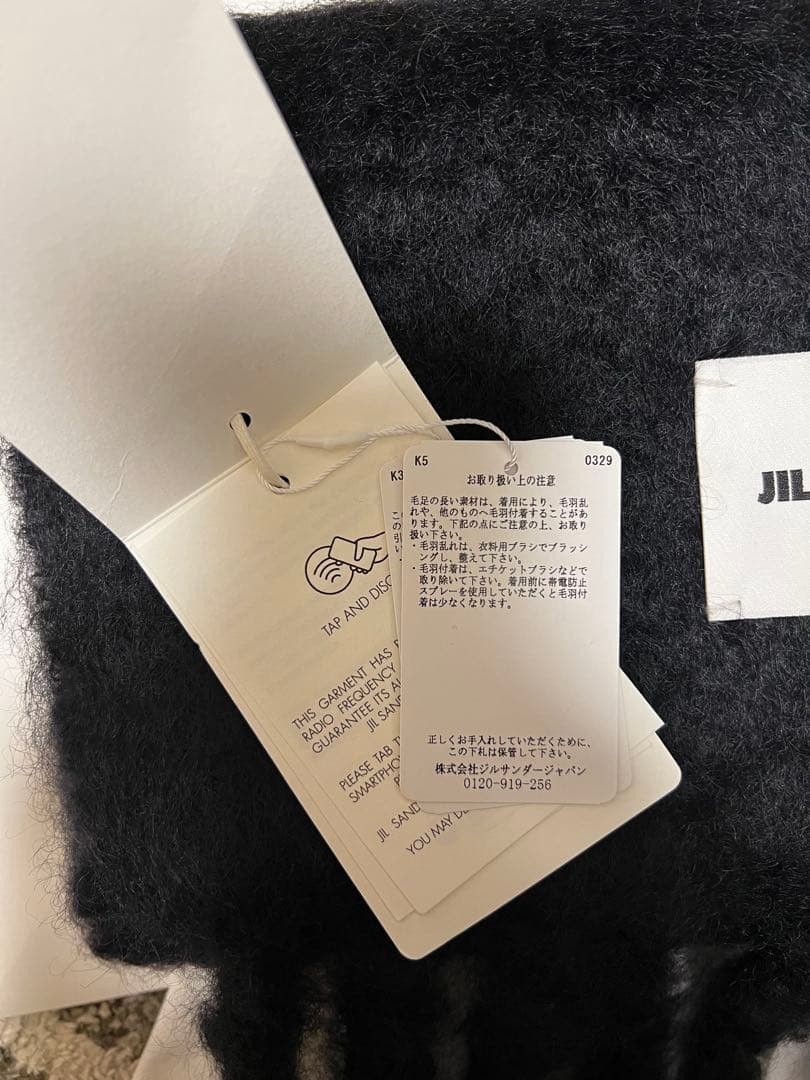 K5 0329
お取り扱い上の注意
毛足の長い素材は、着用により、毛羽乱
れや、他のものへ毛羽付着することがあ
ります。下記の点にご注意の上、お取り
扱い下さい。
・毛羽乱れは、衣料用ブラシでブラッシ
ングし、整えて下さい。
・毛羽付着は、エチケットブラシなどで
取り除いて下さい。着用前に帯電防止
スプレーを使用していただくと毛羽付
着は少なくなります。
正しくお手入れしていただくために、
この下札は保管して下さい。
株式会社ジルサンダージャパン
0120-919-256
K3
TAP AND DISC
THIS GARMENT HAS
RADIO FREQUENCY
GUARANTEE ITS AU
JIL SAND
PLEASE TAB T
SMARTPHO
JIL SAND
YOU MAY DE
JIL